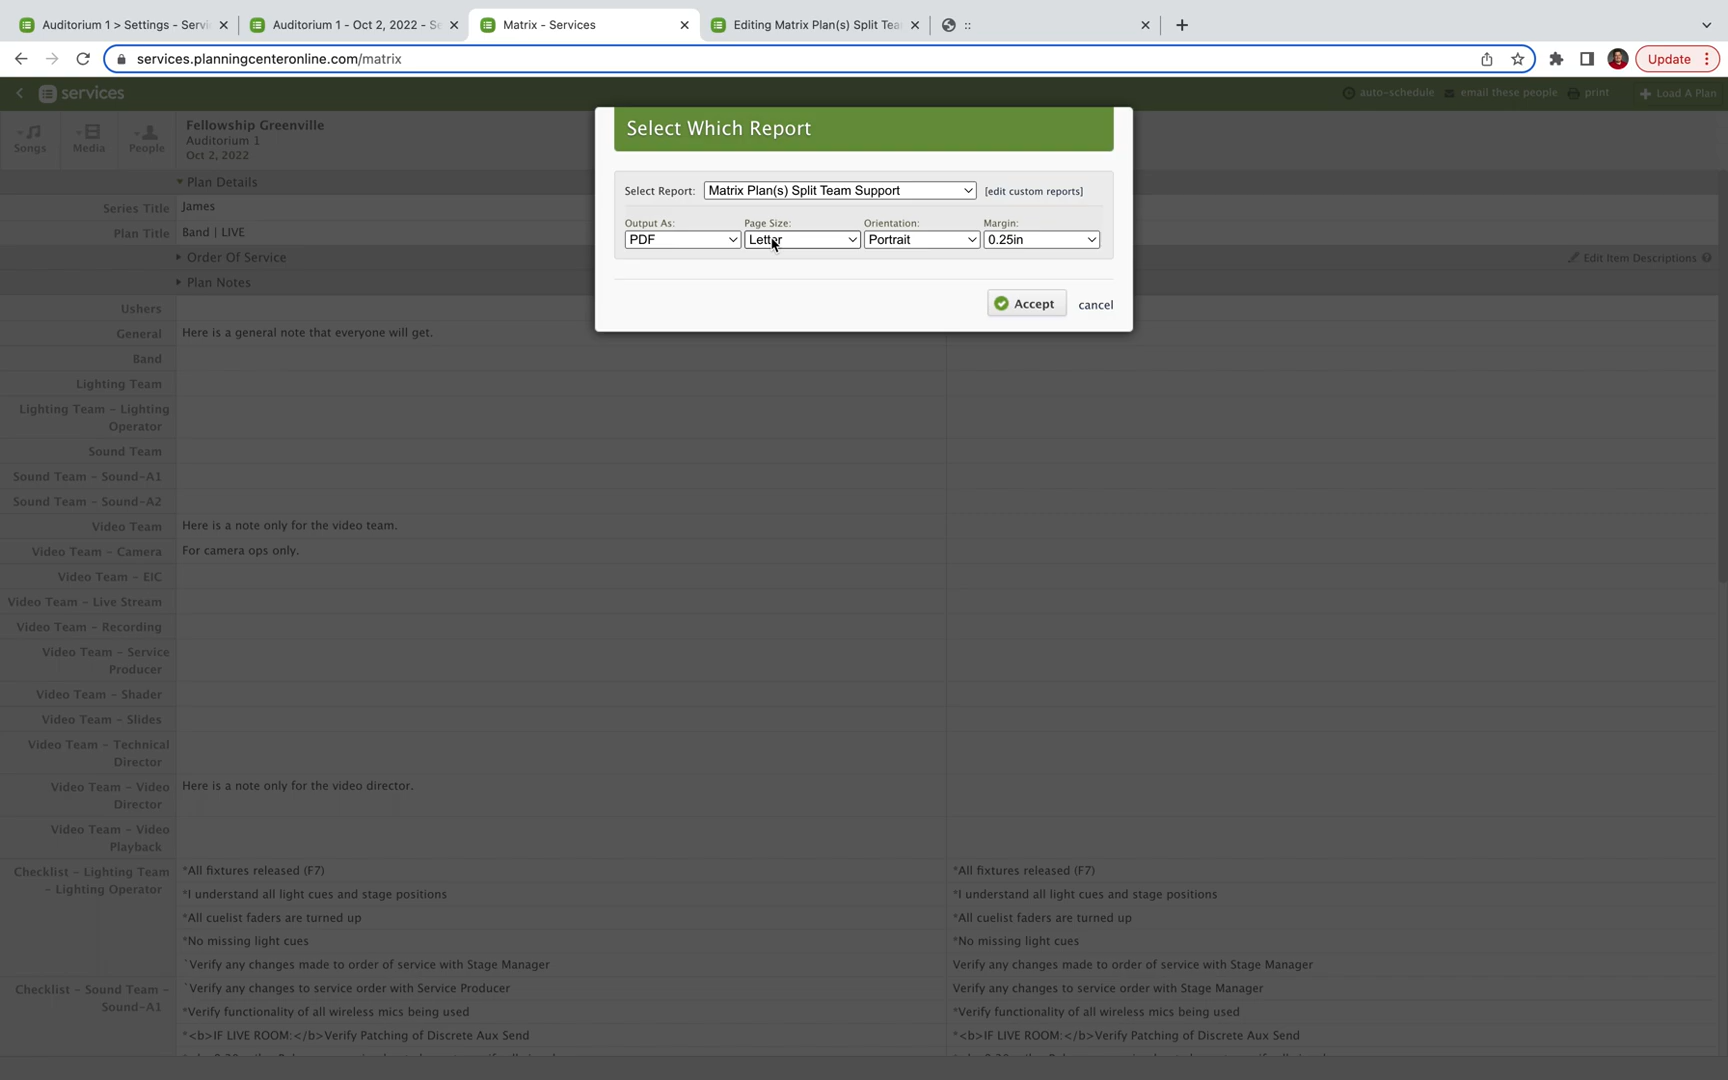 Auditorium 1 > Settings - Servi
Auditorium 1 - Oct 2, 2022 - Se
Matrix - Services
Editing Matrix Plan(s) Split Tea
::
services.planningcenteronline.com/matrix
Update
services
auto-schedule
email these people
print
Load A Plan
Songs
Media
People
Fellowship Greenville
Auditorium 1
Oct 2, 2022
Select Which Report
Select Report:
Matrix Plan(s) Split Team Support
[edit custom reports]
Output As:
Page Size:
Orientation:
Margin:
PDF
Letter
Portrait
0.25in
Accept
cancel
Plan Details
Series Title
James
Plan Title
Band | LIVE
Order Of Service
Edit Item Descriptions
Plan Notes
Ushers
General
Here is a general note that everyone will get.
Band
Lighting Team
Lighting Team - Lighting
Operator
Sound Team
Sound Team - Sound-A1
Sound Team - Sound-A2
Video Team
Here is a note only for the video team.
Video Team - Camera
For camera ops only.
Video Team - EIC
Video Team - Live Stream
Video Team - Recording
Video Team - Service
Producer
Video Team - Shader
Video Team - Slides
Video Team - Technical
Director
Video Team - Video
Director
Here is a note only for the video director.
Video Team - Video
Playback
Checklist - Lighting Team
- Lighting Operator
*All fixtures released (F7)
*All fixtures released (F7)
*I understand all light cues and stage positions
*I understand all light cues and stage positions
*All cuelist faders are turned up
*All cuelist faders are turned up
*No missing light cues
*No missing light cues
`Verify any changes made to order of service with Stage Manager
Verify any changes made to order of service with Stage Manager
Checklist - Sound Team -
Sound-A1
`Verify any changes to service order with Service Producer
Verify any changes to service order with Stage Manager
*Verify functionality of all wireless mics being used
*Verify functionality of all wireless mics being used
*<b>IF LIVE ROOM:</b>Verify Patching of Discrete Aux Send
*<b>IF LIVE ROOM:</b>Verify Patching of Discrete Aux Send